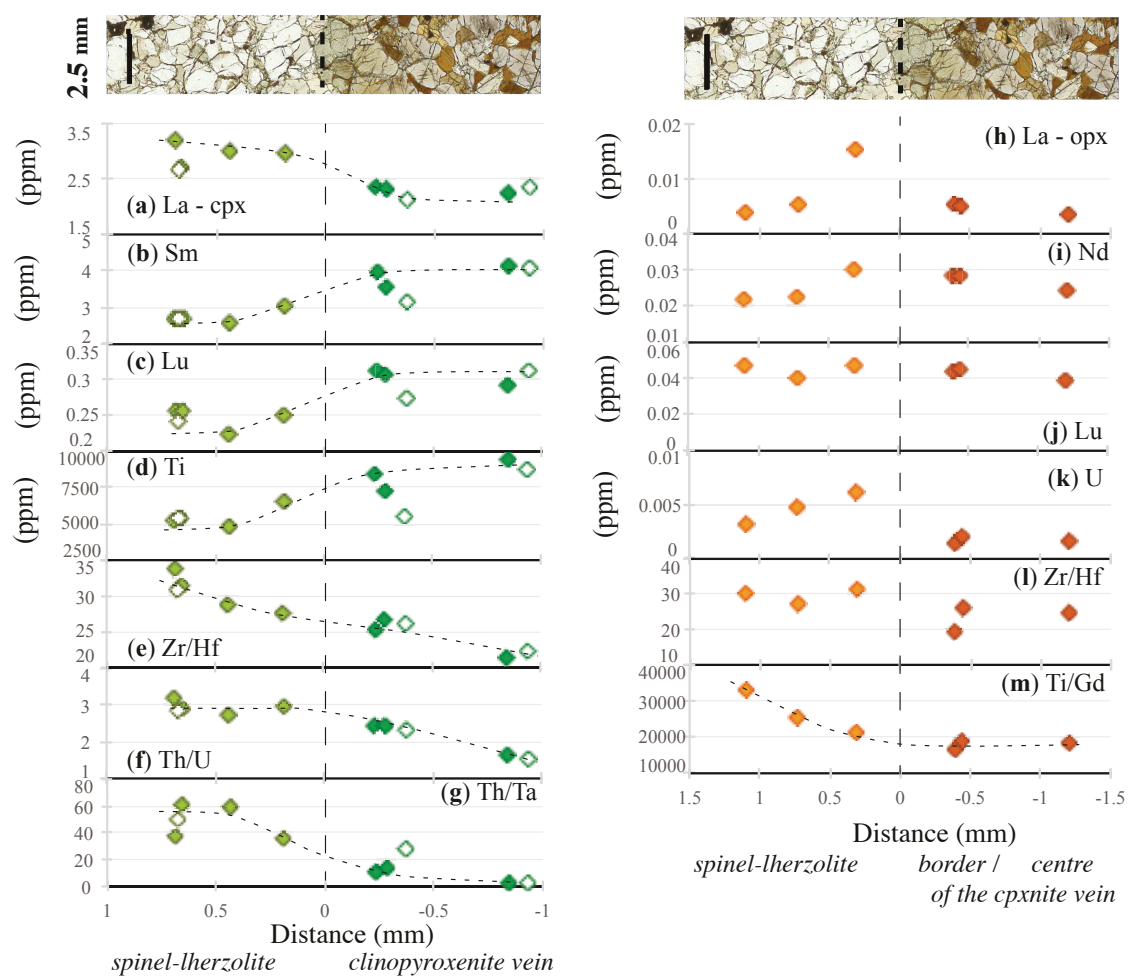 2.5 mm
3.5
2.5
1.5
(ppm)
(a) La - cpx
5
4
3
2
(ppm)
(b) Sm
0.35
0.3
0.25
0.2
(ppm)
(c) Lu
10000
7500
5000
2500
(ppm)
(d) Ti
35
30
25
20
(e) Zr/Hf
4
3
2
1
(f) Th/U
80
60
40
20
0
(g) Th/Ta
1 0.5 0 -0.5 -1
Distance (mm)
spinel-lherzolite clinopyroxenite vein
0.02
0.01
0
(ppm)
(h) La - opx
0.04
0.03
0.02
0.01
(ppm)
(i) Nd
0.06
0.04
0.02
0
(j) Lu
0.01
0.005
0
(ppm)
(k) U
40
30
20
10
(l) Zr/Hf
40000
30000
20000
10000
(m) Ti/Gd
1.5 1 0.5 0 -0.5 -1 -1.5
Distance (mm)
spinel-lherzolite border / centre
of the cpxnite vein